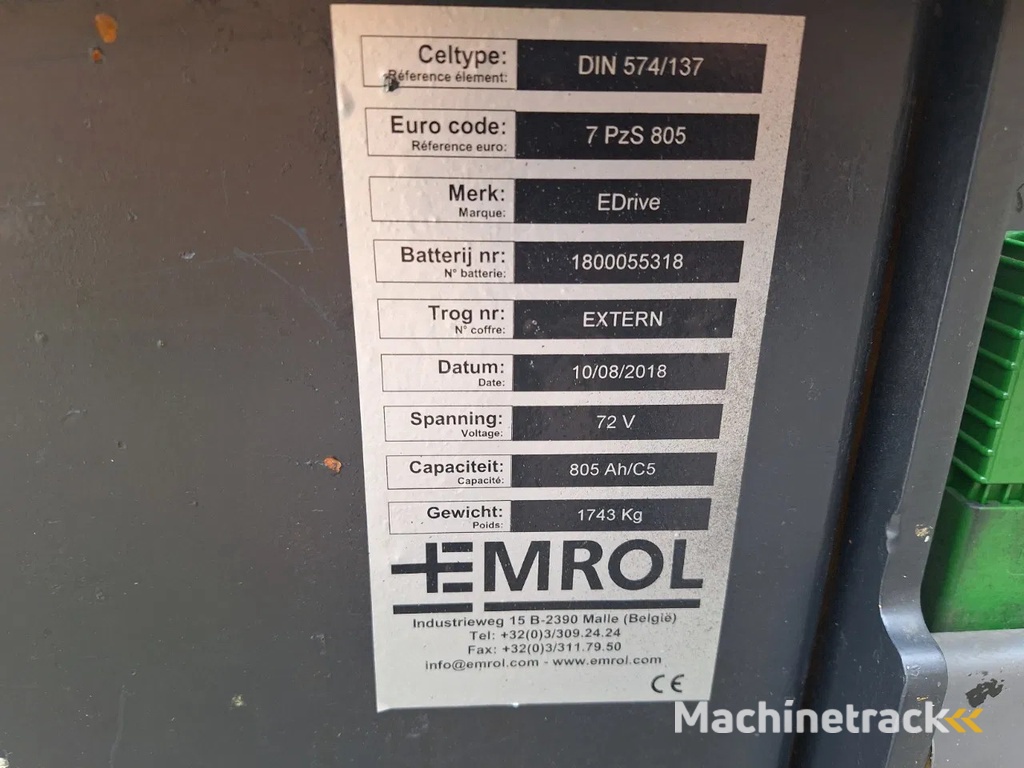 Celtype: DIN 574/137
Réference élement:
Euro code: 7 PzS 805
Réference euro:
Merk: EDrive
Marque:
Batterij nr: 1800055318
N° batterie:
Trog nr: EXTERN
N° coffre:
Datum: 10/08/2018
Date:
Spanning: 72 V
Voltage:
Capaciteit: 805 Ah/C5
Capacité:
Gewicht: 1743 Kg
Poids:
EMROL
Industrieweg 15 B-2390 Malle (België)
Tel: +32(0)3/309.24.24
Fax: +32(0)3/311.79.50
info@emrol.com - www.emrol.com
CE
Machinetrack